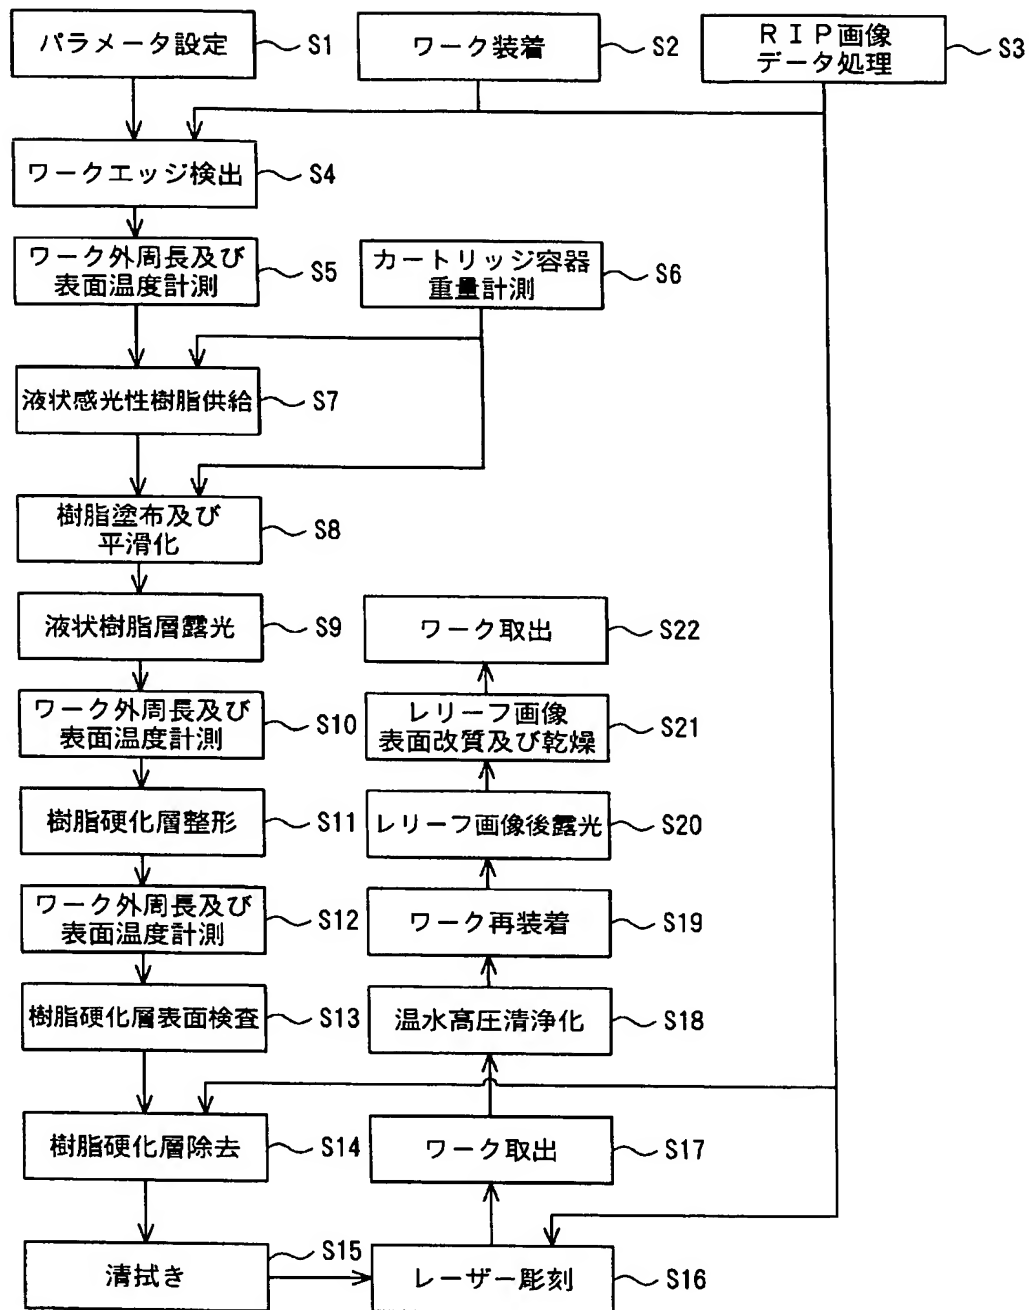 パラメータ設定
S1
ワーク装着
S2
RIP画像
データ処理
S3
ワークエッジ検出
S4
ワーク外周長及び
表面温度計測
S5
カートリッジ容器
重量計測
S6
液状感光性樹脂供給
S7
樹脂塗布及び
平滑化
S8
液状樹脂層露光
S9
ワーク取出
S22
ワーク外周長及び
表面温度計測
S10
レリーフ画像
表面改質及び乾燥
S21
樹脂硬化層整形
S11
レリーフ画像後露光
S20
ワーク外周長及び
表面温度計測
S12
ワーク再装着
S19
樹脂硬化層表面検査
S13
温水高圧清浄化
S18
樹脂硬化層除去
S14
ワーク取出
S17
清拭き
S15
レーザー彫刻
S16